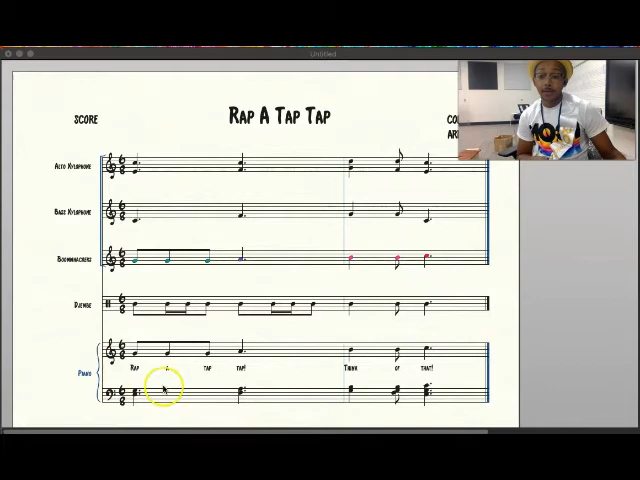 Untitled
Rap A Tap Tap
Score
Alto Xylophone
Bass Xylophone
Boomwhackers
Djembe
Piano
Rap a tap tap! Think of that!